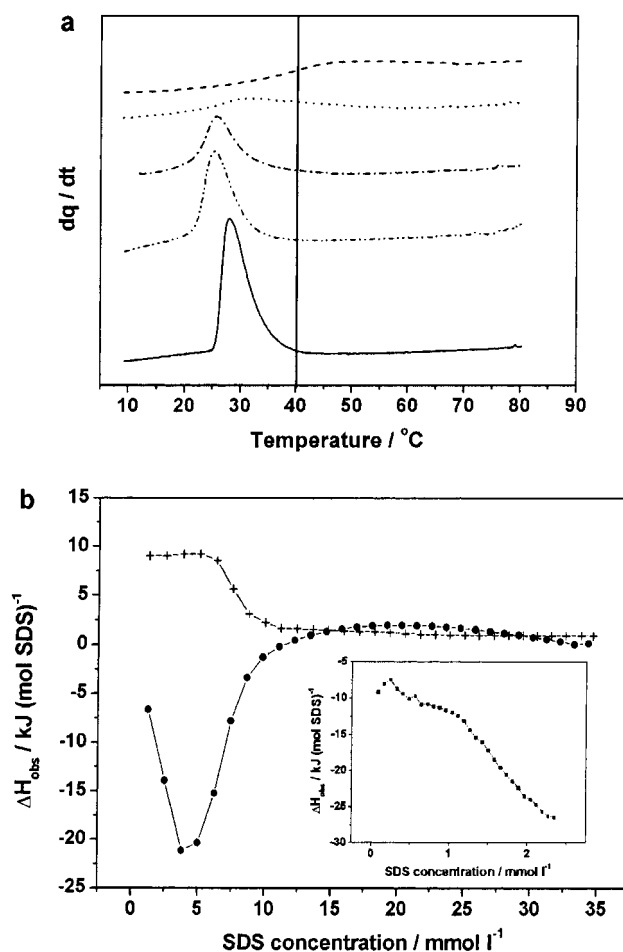 a
dq / dt
10 20 30 40 50 60 70 80 90
Temperature / °C
b
15
10
5
0
-5
-10
-15
-20
-25
ΔHobs / kJ (mol SDS)-1
0 5 10 15 20 25 30 35
SDS concentration / mmol l-1
-5
-10
-15
-20
-25
-30
ΔHobs / kJ (mol SDS)-1
0 1 2
SDS concentration / mmol l-1